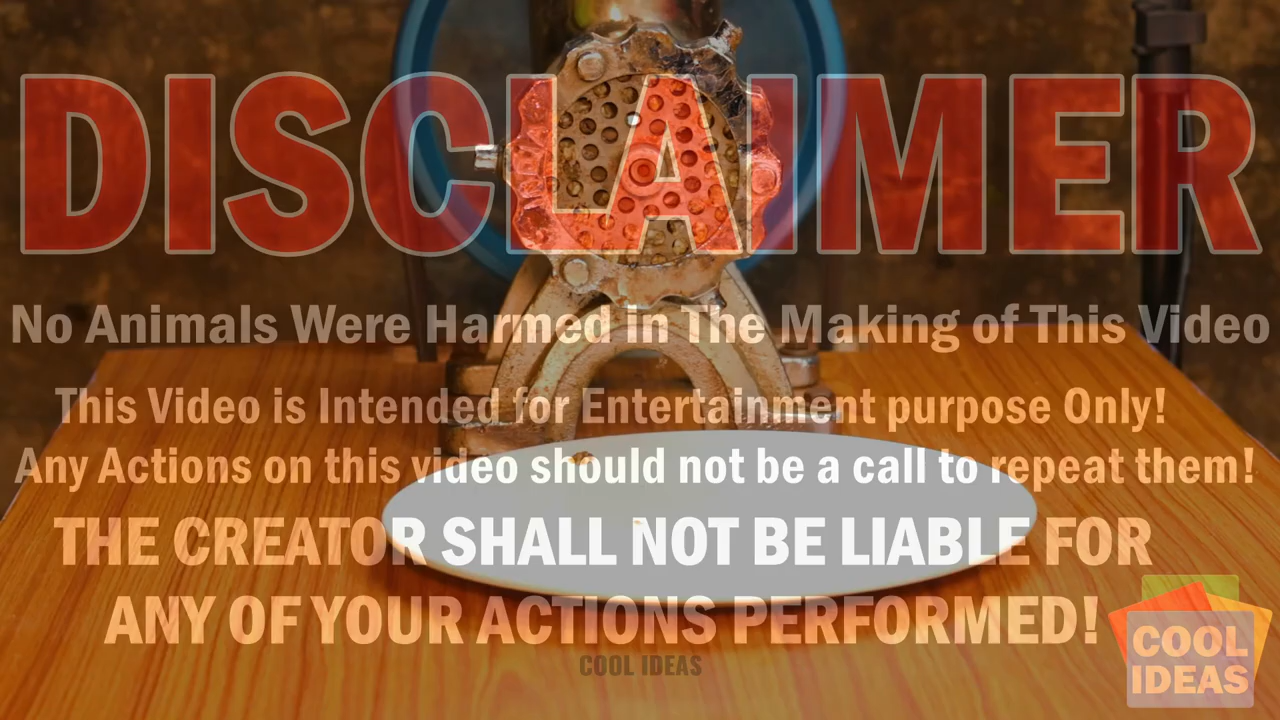 DISCLAIMER
No Animals Were Harmed in The Making of This Video
This Video is Intended for Entertainment purpose Only!
Any Actions on this video should not be a call to repeat them!
THE CREATOR SHALL NOT BE LIABLE FOR
ANY OF YOUR ACTIONS PERFORMED!
COOL IDEAS
COOL
IDEAS